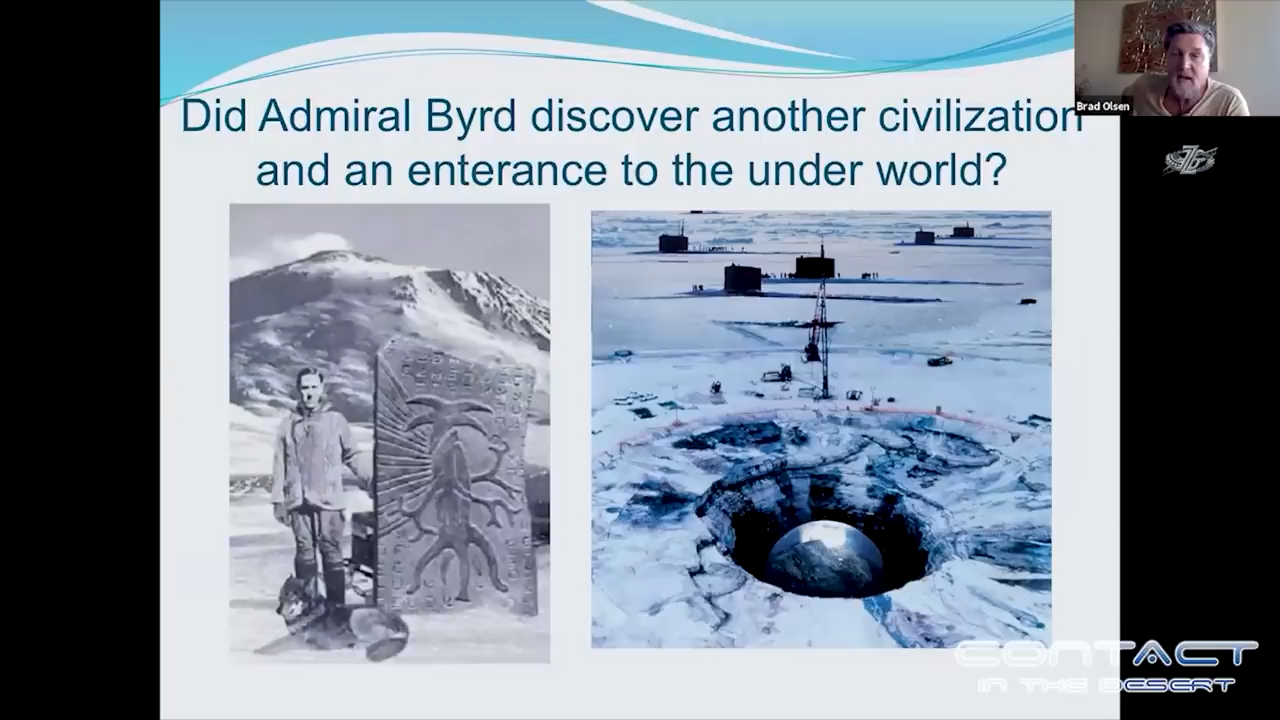 Did Admiral Byrd discover another civilization
and an enterance to the under world?
Brad Olsen
CONTACT
IN THE DESERT